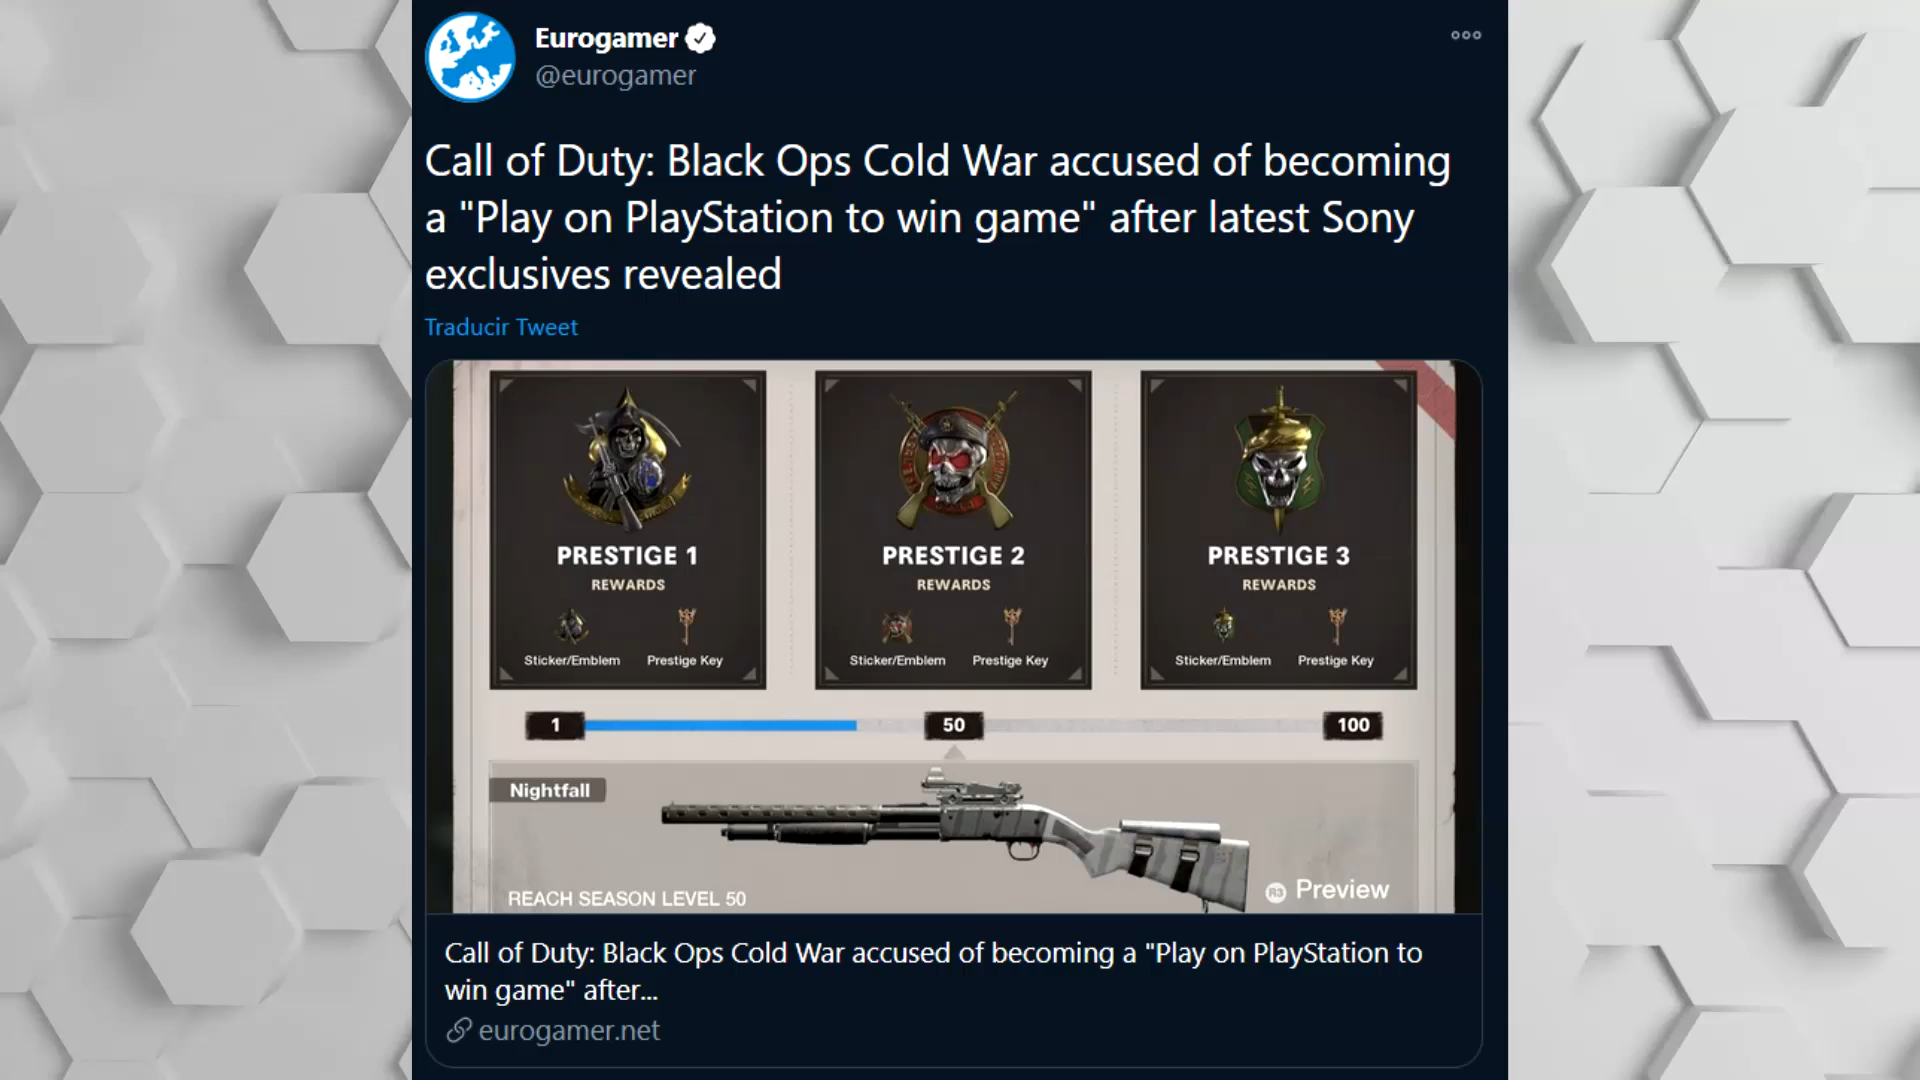 Eurogamer
@eurogamer
Call of Duty: Black Ops Cold War accused of becoming
a "Play on PlayStation to win game" after latest Sony
exclusives revealed
Traducir Tweet
PRESTIGE 1
REWARDS
Sticker/Emblem Prestige Key
PRESTIGE 2
REWARDS
Sticker/Emblem Prestige Key
PRESTIGE 3
REWARDS
Sticker/Emblem Prestige Key
1 50 100
Nightfall
REACH SEASON LEVEL 50
R3 Preview
Call of Duty: Black Ops Cold War accused of becoming a "Play on PlayStation to
win game" after...
eurogamer.net